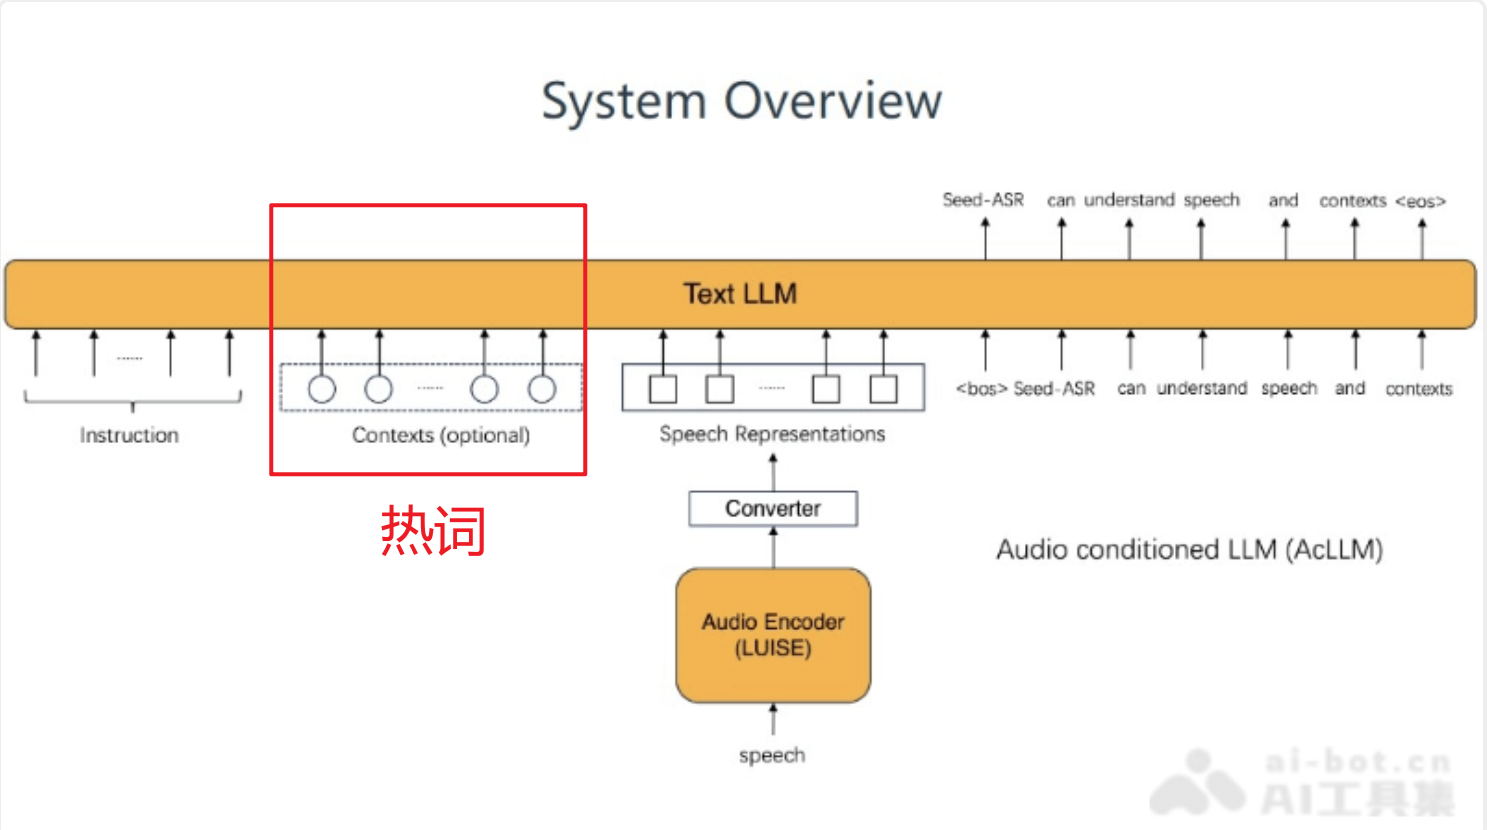 System Overview
Seed-ASR can understand speech and contexts <eos>
Text LLM
......
......
......
<bos> Seed-ASR can understand speech and contexts
Instruction
Contexts (optional)
Speech Representations
Converter
热词
Audio conditioned LLM (AcLLM)
Audio Encoder
(LUISE)
speech
ai-bot.cn
AI工具集